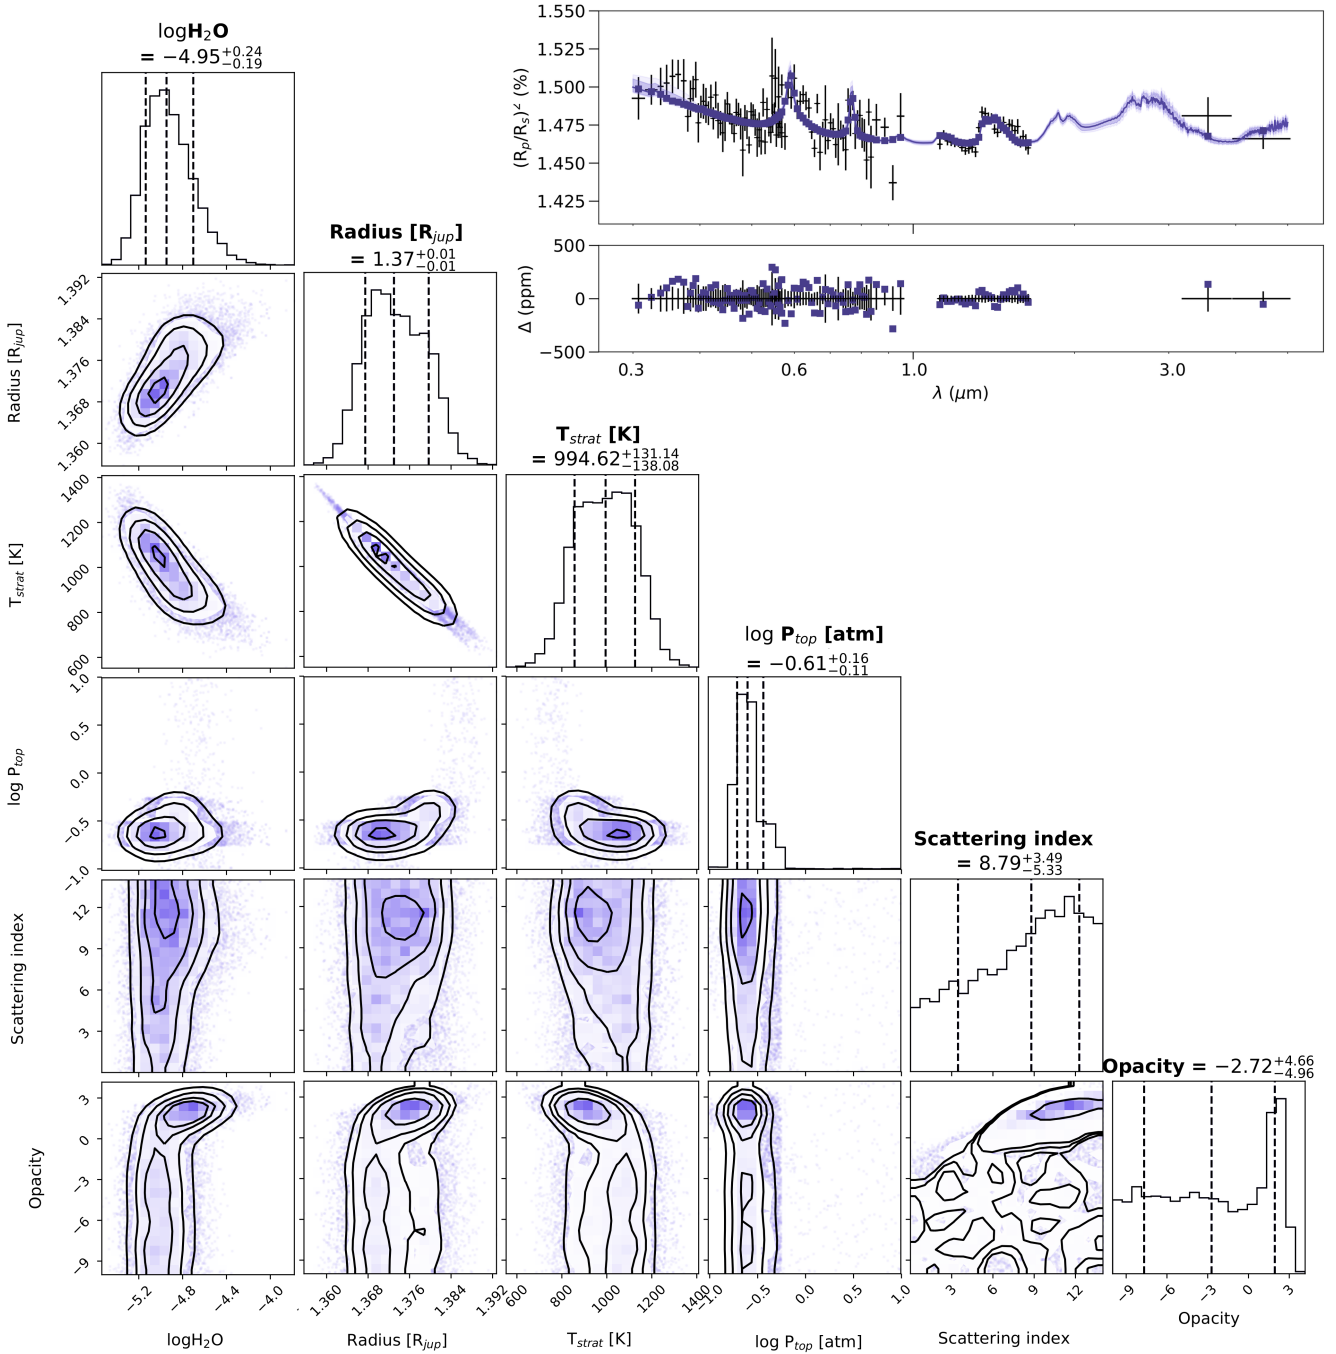 logH₂O
= −4.95+0.24−0.19
1.550
1.525
1.500
1.475
1.450
1.425
(Rp/Rs)² (%)
Radius [Rjup]
= 1.37+0.01−0.01
500
0
−500
Δ (ppm)
0.3 0.6 1.0 3.0
λ (μm)
1.392
1.384
1.376
1.368
1.360
Radius [Rjup]
Tstrat [K]
= 994.62+131.14−138.08
1400
1200
1000
800
600
Tstrat [K]
log Ptop [atm]
= −0.61+0.16−0.11
1.0
0.5
0.0
−0.5
−1.0
log Ptop
Scattering index
= 8.79+3.49−5.33
12
9
6
3
Scattering index
Opacity = −2.72+4.66−4.96
3
0
−3
−6
−9
Opacity
−5.2 −4.8 −4.4 −4.0
1.360 1.368 1.376 1.384 1.392
600 800 1000 1200 1400
−1.0 −0.5 0.0 0.5 1.0
3 6 9 12
−9 −6 −3 0 3
logH₂O
Radius [Rjup]
Tstrat [K]
log Ptop [atm]
Scattering index
Opacity